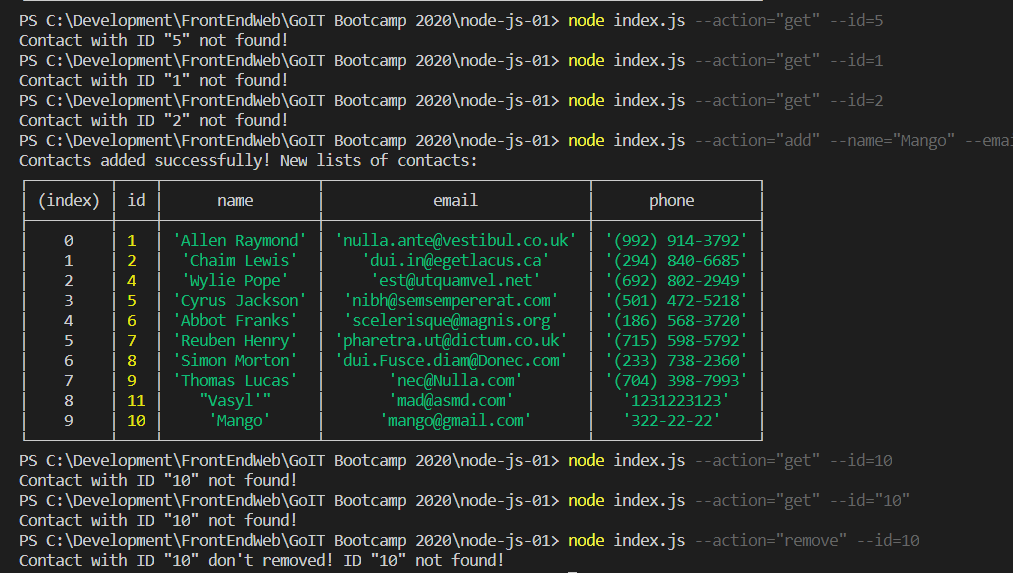 PS C:\Development\FrontEndWeb\GoIT Bootcamp 2020\node-js-01> node index.js --action="get" --id=5
Contact with ID "5" not found!
PS C:\Development\FrontEndWeb\GoIT Bootcamp 2020\node-js-01> node index.js --action="get" --id=1
Contact with ID "1" not found!
PS C:\Development\FrontEndWeb\GoIT Bootcamp 2020\node-js-01> node index.js --action="get" --id=2
Contact with ID "2" not found!
PS C:\Development\FrontEndWeb\GoIT Bootcamp 2020\node-js-01> node index.js --action="add" --name="Mango" --emai
Contacts added successfully! New lists of contacts:
(index) id name email phone
0 1 'Allen Raymond' 'nulla.ante@vestibul.co.uk' '(992) 914-3792'
1 2 'Chaim Lewis' 'dui.in@egetlacus.ca' '(294) 840-6685'
2 4 'Wylie Pope' 'est@utquamvel.net' '(692) 802-2949'
3 5 'Cyrus Jackson' 'nibh@semsempererat.com' '(501) 472-5218'
4 6 'Abbot Franks' 'scelerisque@magnis.org' '(186) 568-3720'
5 7 'Reuben Henry' 'pharetra.ut@dictum.co.uk' '(715) 598-5792'
6 8 'Simon Morton' 'dui.Fusce.diam@Donec.com' '(233) 738-2360'
7 9 'Thomas Lucas' 'nec@Nulla.com' '(704) 398-7993'
8 11 "Vasyl'" 'mad@asmd.com' '1231223123'
9 10 'Mango' 'mango@gmail.com' '322-22-22'
PS C:\Development\FrontEndWeb\GoIT Bootcamp 2020\node-js-01> node index.js --action="get" --id=10
Contact with ID "10" not found!
PS C:\Development\FrontEndWeb\GoIT Bootcamp 2020\node-js-01> node index.js --action="get" --id="10"
Contact with ID "10" not found!
PS C:\Development\FrontEndWeb\GoIT Bootcamp 2020\node-js-01> node index.js --action="remove" --id=10
Contact with ID "10" don't removed! ID "10" not found!